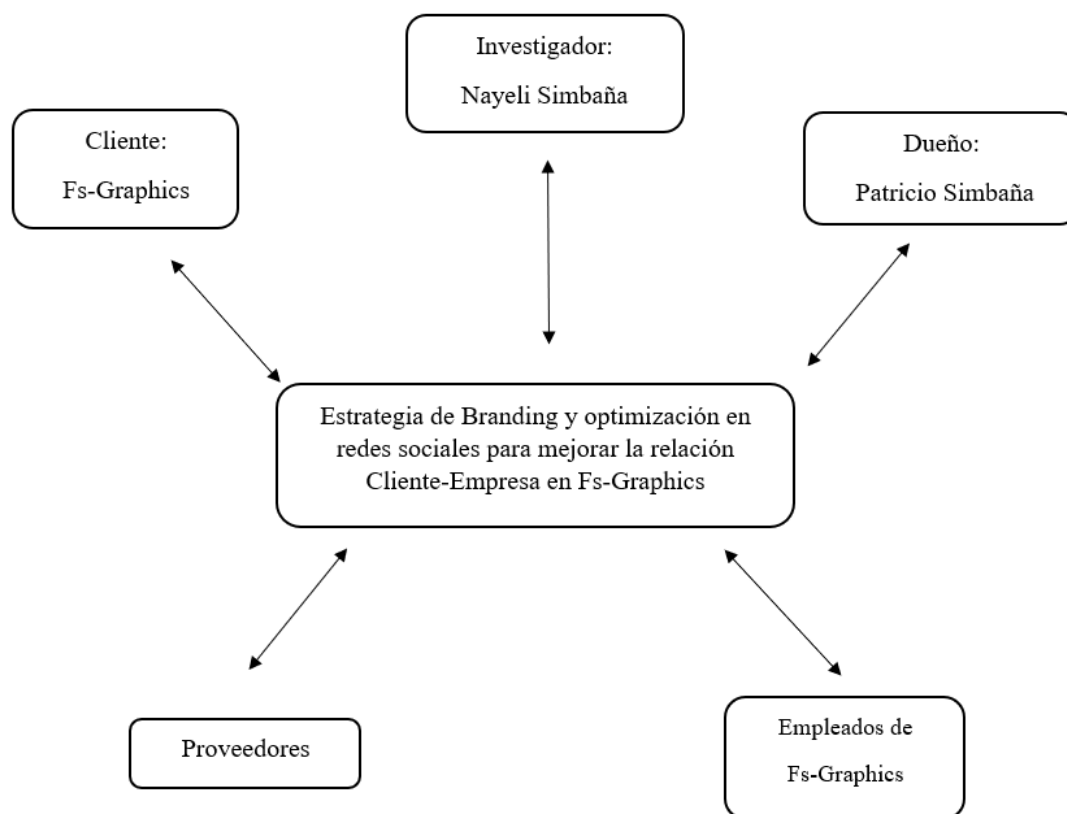 Investigador:
Nayeli Simbaña
Cliente:
Fs-Graphics
Dueño:
Patricio Simbaña
Estrategia de Branding y optimización en
redes sociales para mejorar la relación
Cliente-Empresa en Fs-Graphics
Proveedores
Empleados de
Fs-Graphics